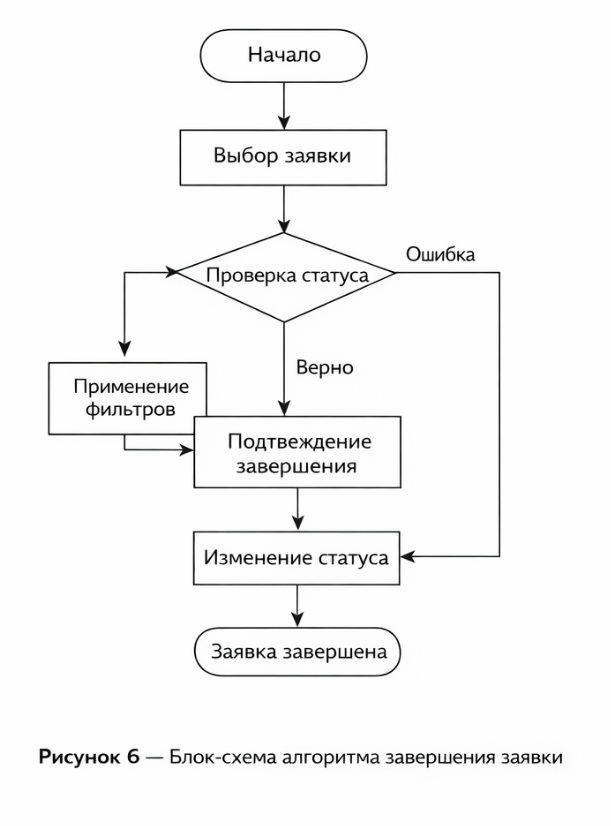 Начало
Выбор заявки
Проверка статуса
Ошибка
Верно
Применение
фильтров
Подтвеждение
завершения
Изменение статуса
Заявка завершена
Рисунок 6 — Блок-схема алгоритма завершения заявки